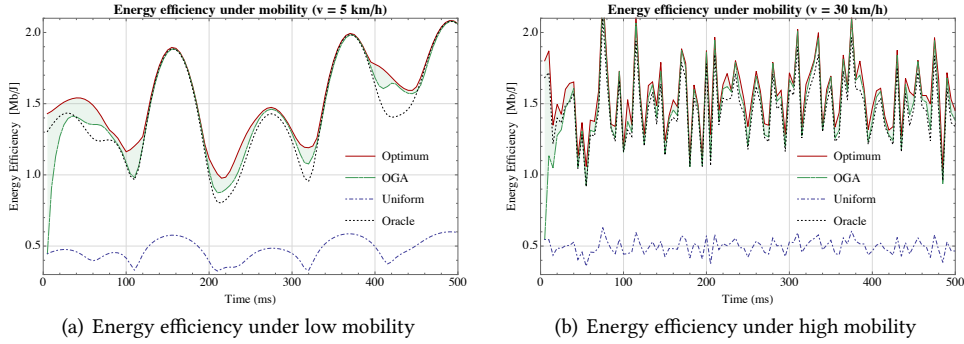 Energy efficiency under mobility (v = 5 km/h)
2.0
1.5
1.0
0.5
Energy Efficiency [Mb/J]
Optimum
OGA
Uniform
Oracle
0
100
200
300
400
500
Time (ms)
(a) Energy efficiency under low mobility
Energy efficiency under mobility (v = 30 km/h)
2.0
1.5
1.0
0.5
Energy Efficiency [Mb/J]
Optimum
OGA
Uniform
Oracle
0
100
200
300
400
500
Time (ms)
(b) Energy efficiency under high mobility